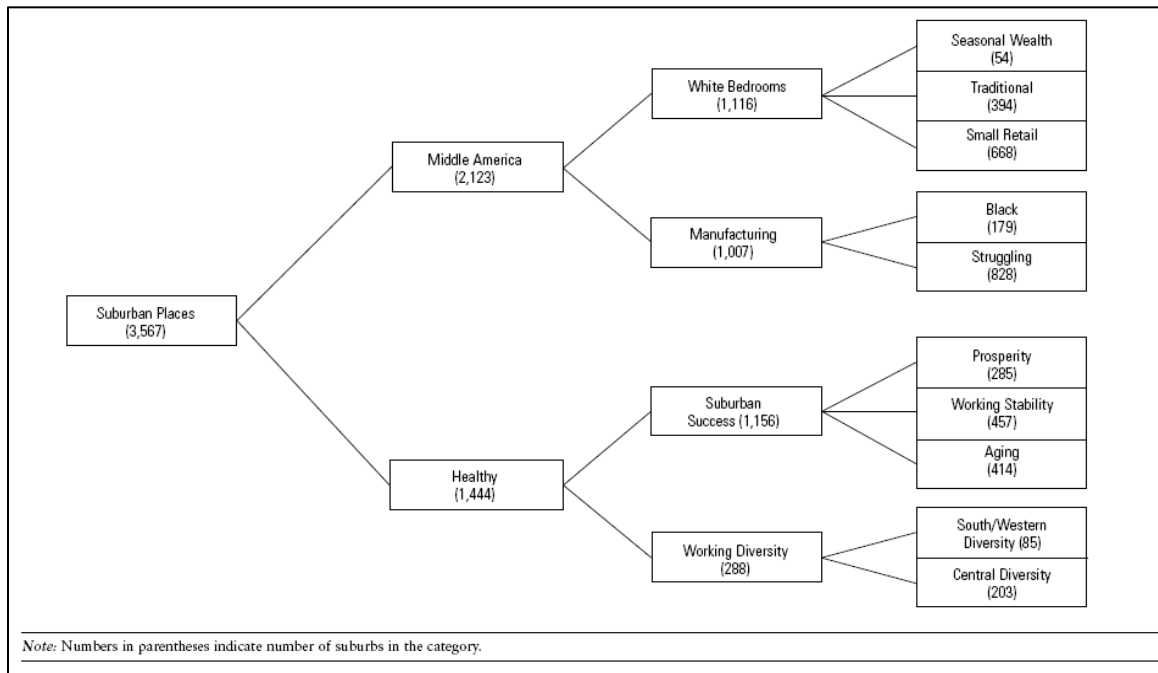 Suburban Places
(3,567)
Middle America
(2,123)
Healthy
(1,444)
White Bedrooms
(1,116)
Manufacturing
(1,007)
Suburban
Success (1,156)
Working Diversity
(288)
Seasonal Wealth
(54)
Traditional
(394)
Small Retail
(668)
Black
(179)
Struggling
(828)
Prosperity
(285)
Working Stability
(457)
Aging
(414)
South/Western
Diversity (85)
Central Diversity
(203)
Note: Numbers in parentheses indicate number of suburbs in the category.